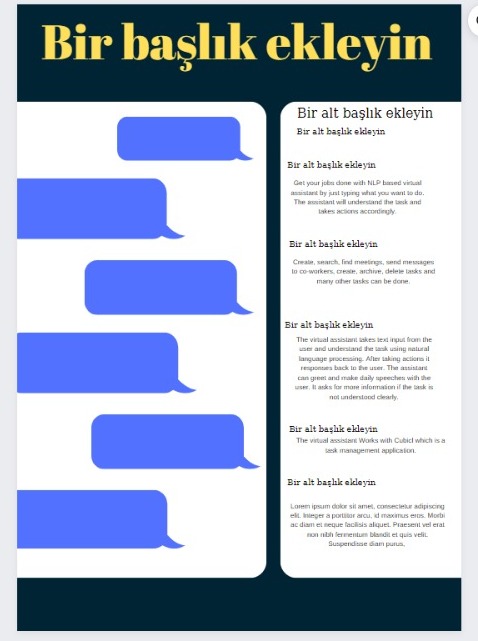 Bir başlık ekleyin
Bir alt başlık ekleyin
Bir alt başlık ekleyin
Bir alt başlık ekleyin
Get your jobs done with NLP based virtual
assistant by just typing what you want to do.
The assistant will understand the task and
takes actions accordingly.
Bir alt başlık ekleyin
Create, search, find meetings, send messages
to co-workers, create, archive, delete tasks and
many other tasks can be done.
Bir alt başlık ekleyin
The virtual assistant takes text input from the
user and understand the task using natural
language processing. After taking actions it
responses back to the user. The assistant
can greet and make daily speeches with the
user. It asks for more information if the task is
not understood clearly.
Bir alt başlık ekleyin
The virtual assistant Works with Cubicl which is a
task management application.
Bir alt başlık ekleyin
Lorem ipsum dolor sit amet, consectetur adipiscing
elit. Integer a porttitor arcu, id maximus eros. Morbi
ac diam et neque facilisis aliquet. Praesent vel erat
non nibh fermentum blandit et quis velit.
Suspendisse diam purus,